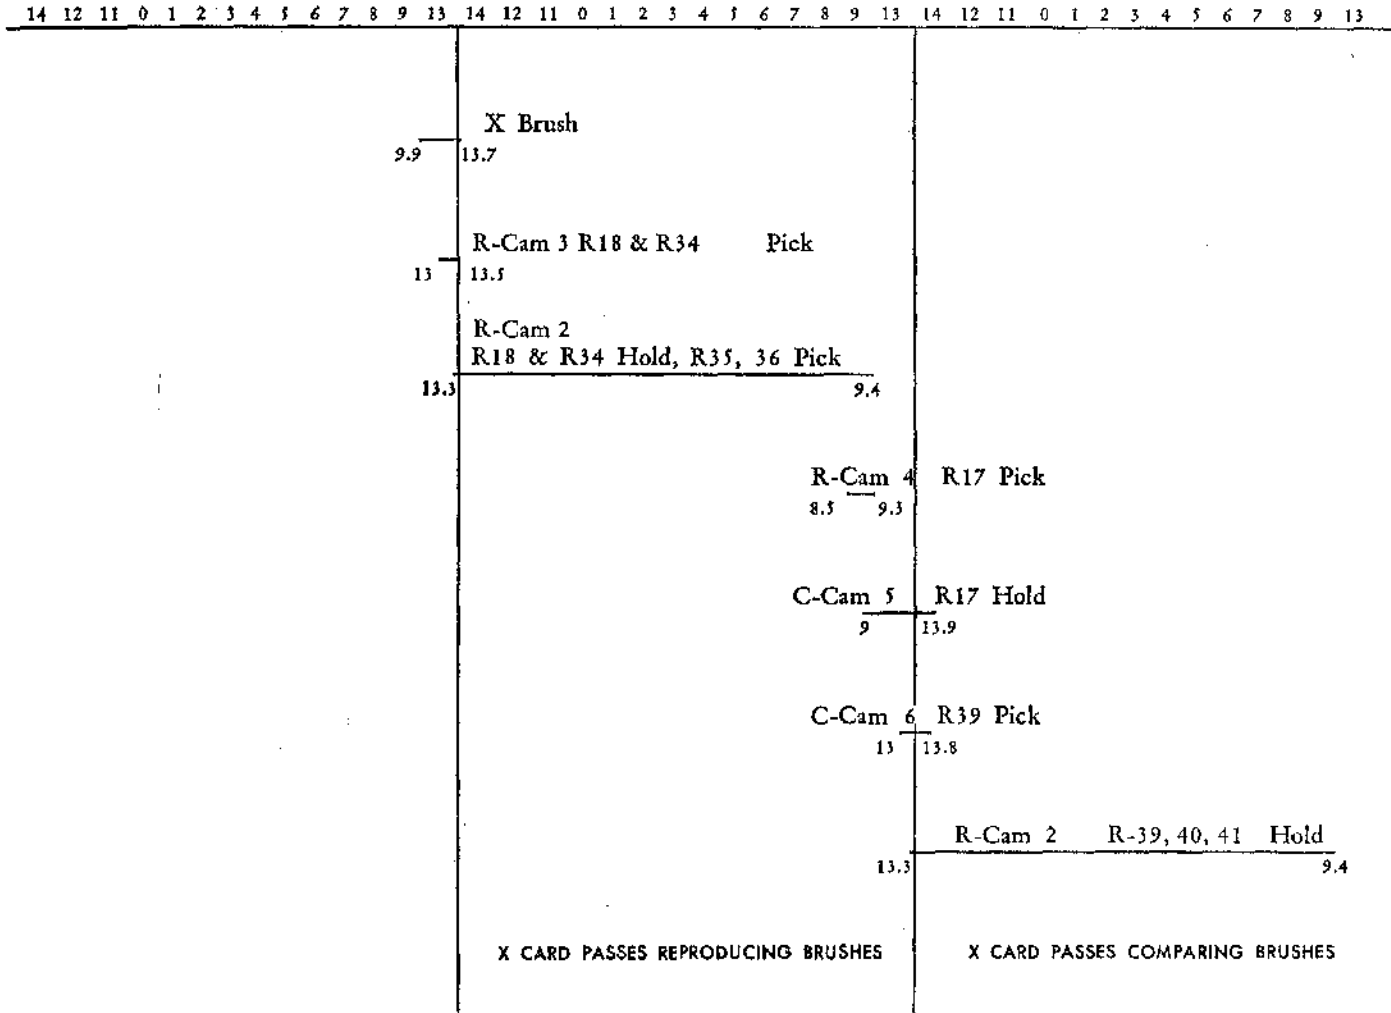 14 12 11 0 1 2 3 4 5 6 7 8 9 13 14 12 11 0 1 2 3 4 5 6 7 8 9 13 14 12 11 0 1 2 3 4 5 6 7 8 9 13
X Brush
9.9 13.7
R-Cam 3 R18 & R34 Pick
13 13.5
R-Cam 2
R18 & R34 Hold, R35, 36 Pick
13.3 9.4
R-Cam 4 R17 Pick
8.5 9.3
C-Cam 5 R17 Hold
9 13.9
C-Cam 6 R39 Pick
13 13.8
R-Cam 2 R-39, 40, 41 Hold
13.3 9.4
X CARD PASSES REPRODUCING BRUSHES X CARD PASSES COMPARING BRUSHES